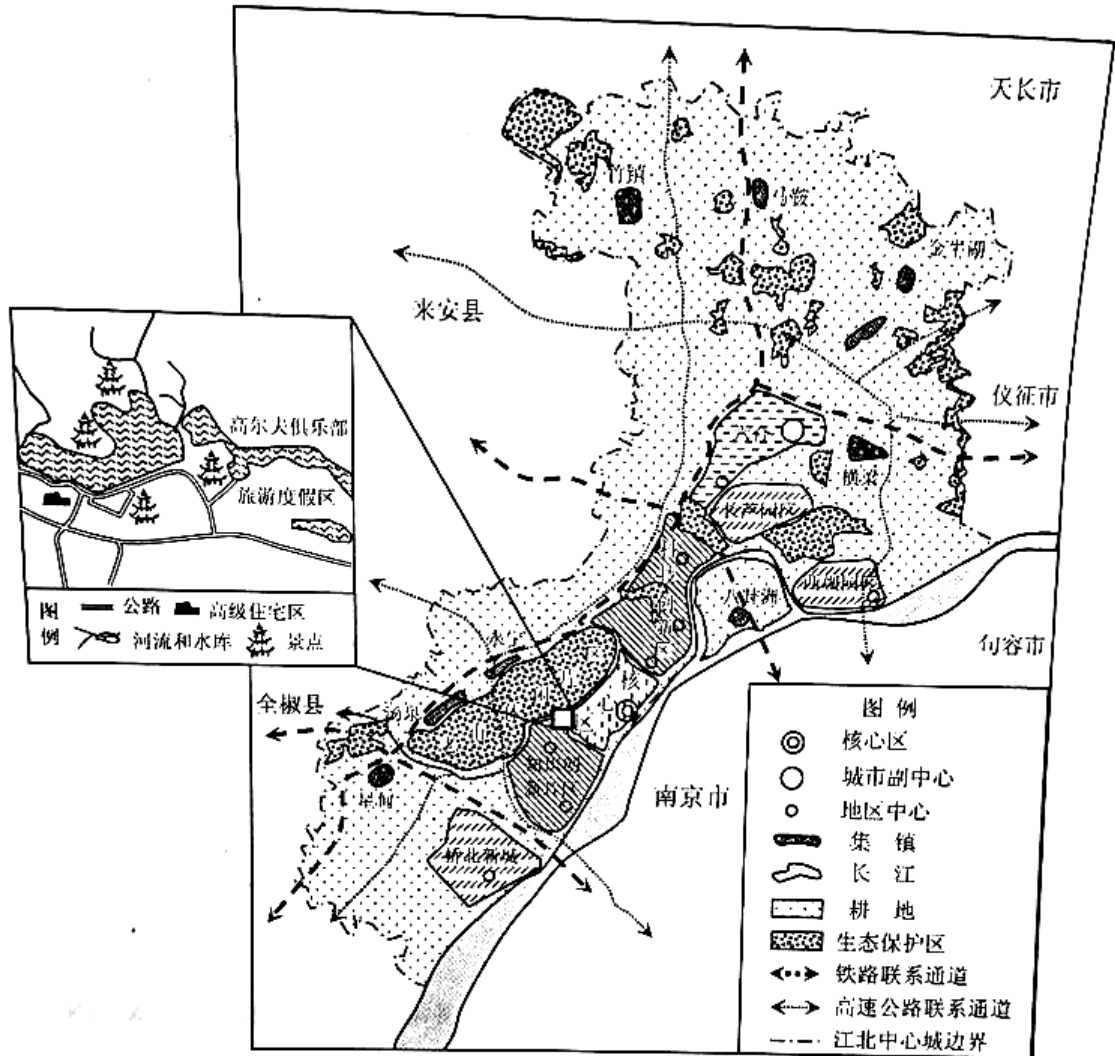 天长市
竹镇
马鞍
金牛湖
来安县
仪征市
六合
横梁
长芦园区
八卦洲
句容市
永宁
汤泉
全椒县
老山
核心区
星甸
桥北新城
南京市
高尔夫俱乐部
旅游度假区
图例
公路
高级住宅区
河流和水库
景点
图例
核心区
城市副中心
地区中心
集镇
长江
耕地
生态保护区
铁路联系通道
高速公路联系通道
江北中心城边界